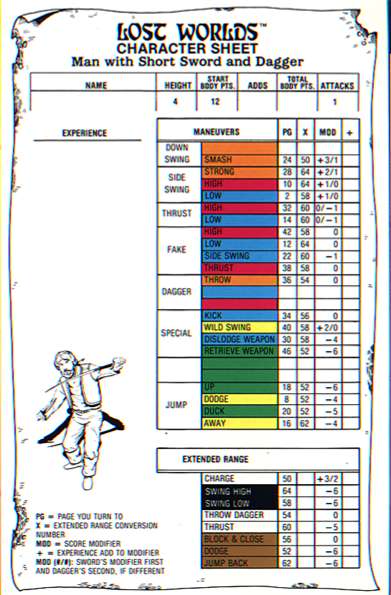 LOST WORLDS™
CHARACTER SHEET
Man with Short Sword and Dagger
NAME HEIGHT START BODY PTS. ADDS TOTAL BODY PTS. ATTACKS
4 12 1
EXPERIENCE
MANEUVERS PG X MOD +
DOWN SWING SMASH 24 50 +3/1
SIDE SWING STRONG 28 64 +2/1
HIGH 10 64 +1/0
LOW 2 58 +1/0
THRUST HIGH 32 60 0/-1
LOW 14 60 0/-1
FAKE HIGH 42 58 0
LOW 12 64 0
SIDE SWING 22 60 -1
THRUST 38 58 0
DAGGER THROW 36 54 0
SPECIAL KICK 34 56 0
WILD SWING 40 58 +2/0
DISLODGE WEAPON 30 58 -4
RETRIEVE WEAPON 46 52 -6
JUMP UP 18 52 -6
DODGE 8 52 -4
DUCK 20 52 -5
AWAY 16 62 -4
EXTENDED RANGE
CHARGE 50 +3/2
SWING HIGH 64 -6
SWING LOW 58 -6
THROW DAGGER 54 0
THRUST 60 -5
BLOCK & CLOSE 56 0
DODGE 52 -6
JUMP BACK 62 -6
PG = PAGE YOU TURN TO
X = EXTENDED RANGE CONVERSION
NUMBER
MOD = SCORE MODIFIER
+ = EXPERIENCE ADD TO MODIFIER
MOD (#/#): SWORD'S MODIFIER FIRST
AND DAGGER'S SECOND, IF DIFFERENT